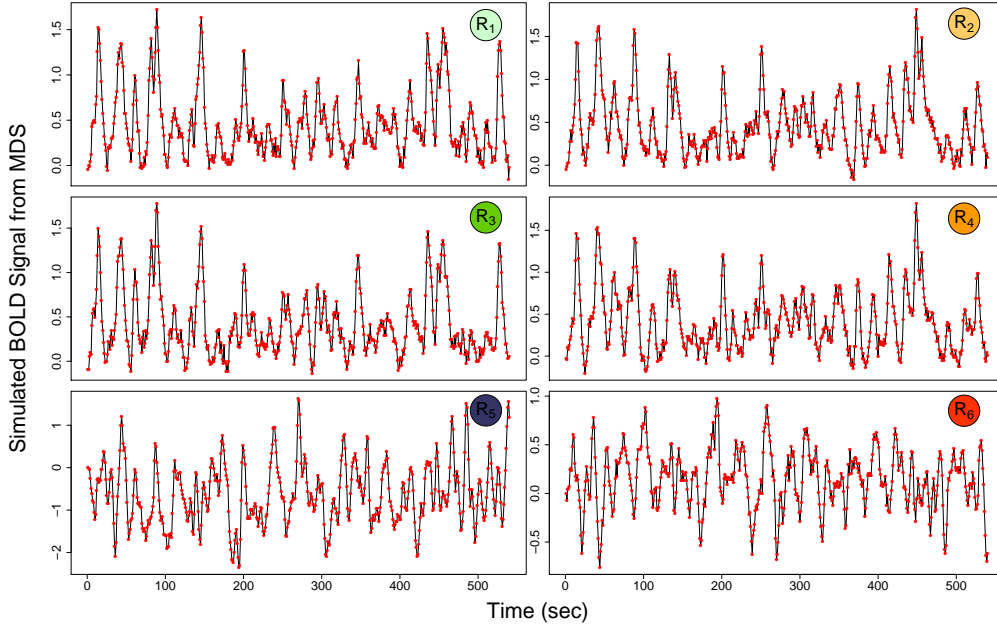 Simulated BOLD Signal from MDS
R1
0.0 0.5 1.0 1.5
R2
0.0 0.5 1.0 1.5
R3
0.0 0.5 1.0 1.5
R4
0.0 0.5 1.0 1.5
R5
−2 −1 0 1
R6
−0.5 0.0 0.5 1.0
0 100 200 300 400 500
0 100 200 300 400 500
Time (sec)